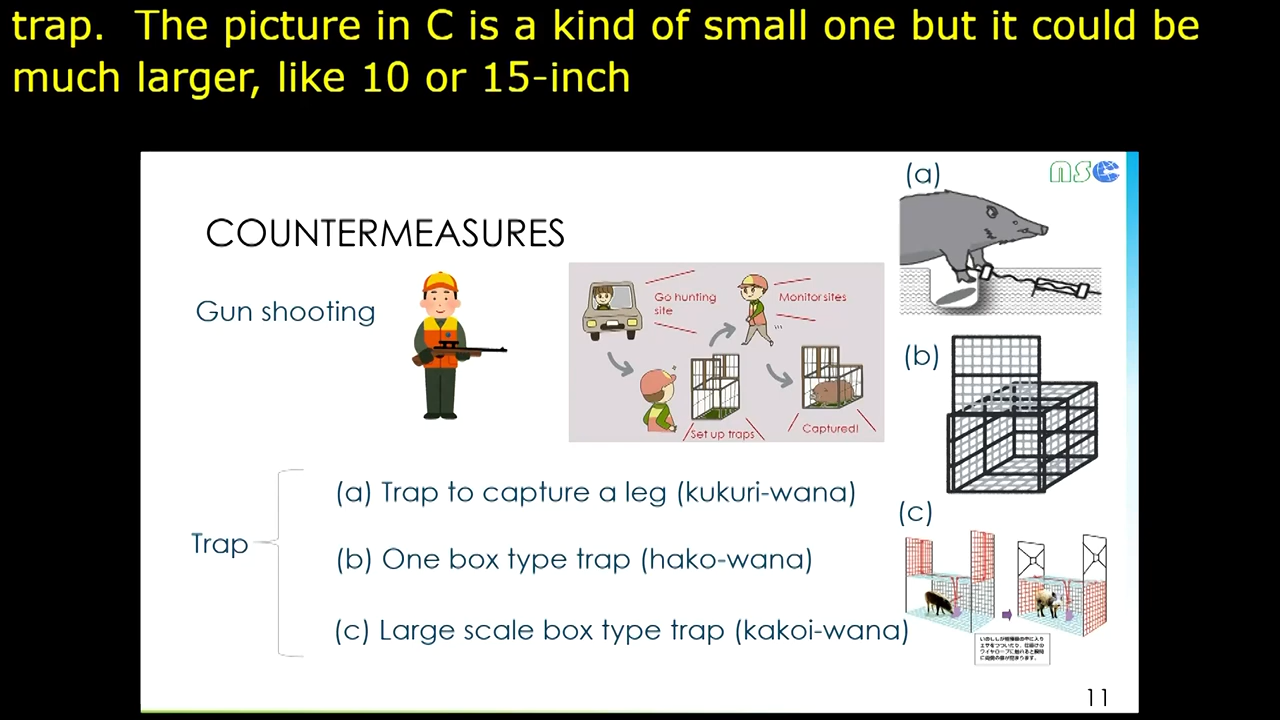 trap.  The picture in C is a kind of small one but it could be
much larger, like 10 or 15-inch
(a)
nsc
COUNTERMEASURES
Gun shooting
Go hunting
site
Monitor sites
Set up traps
Captured!
(b)
(a) Trap to capture a leg (kukuri-wana)
Trap
(b) One box type trap (hako-wana)
(c)
(c) Large scale box type trap (kakoi-wana)
11